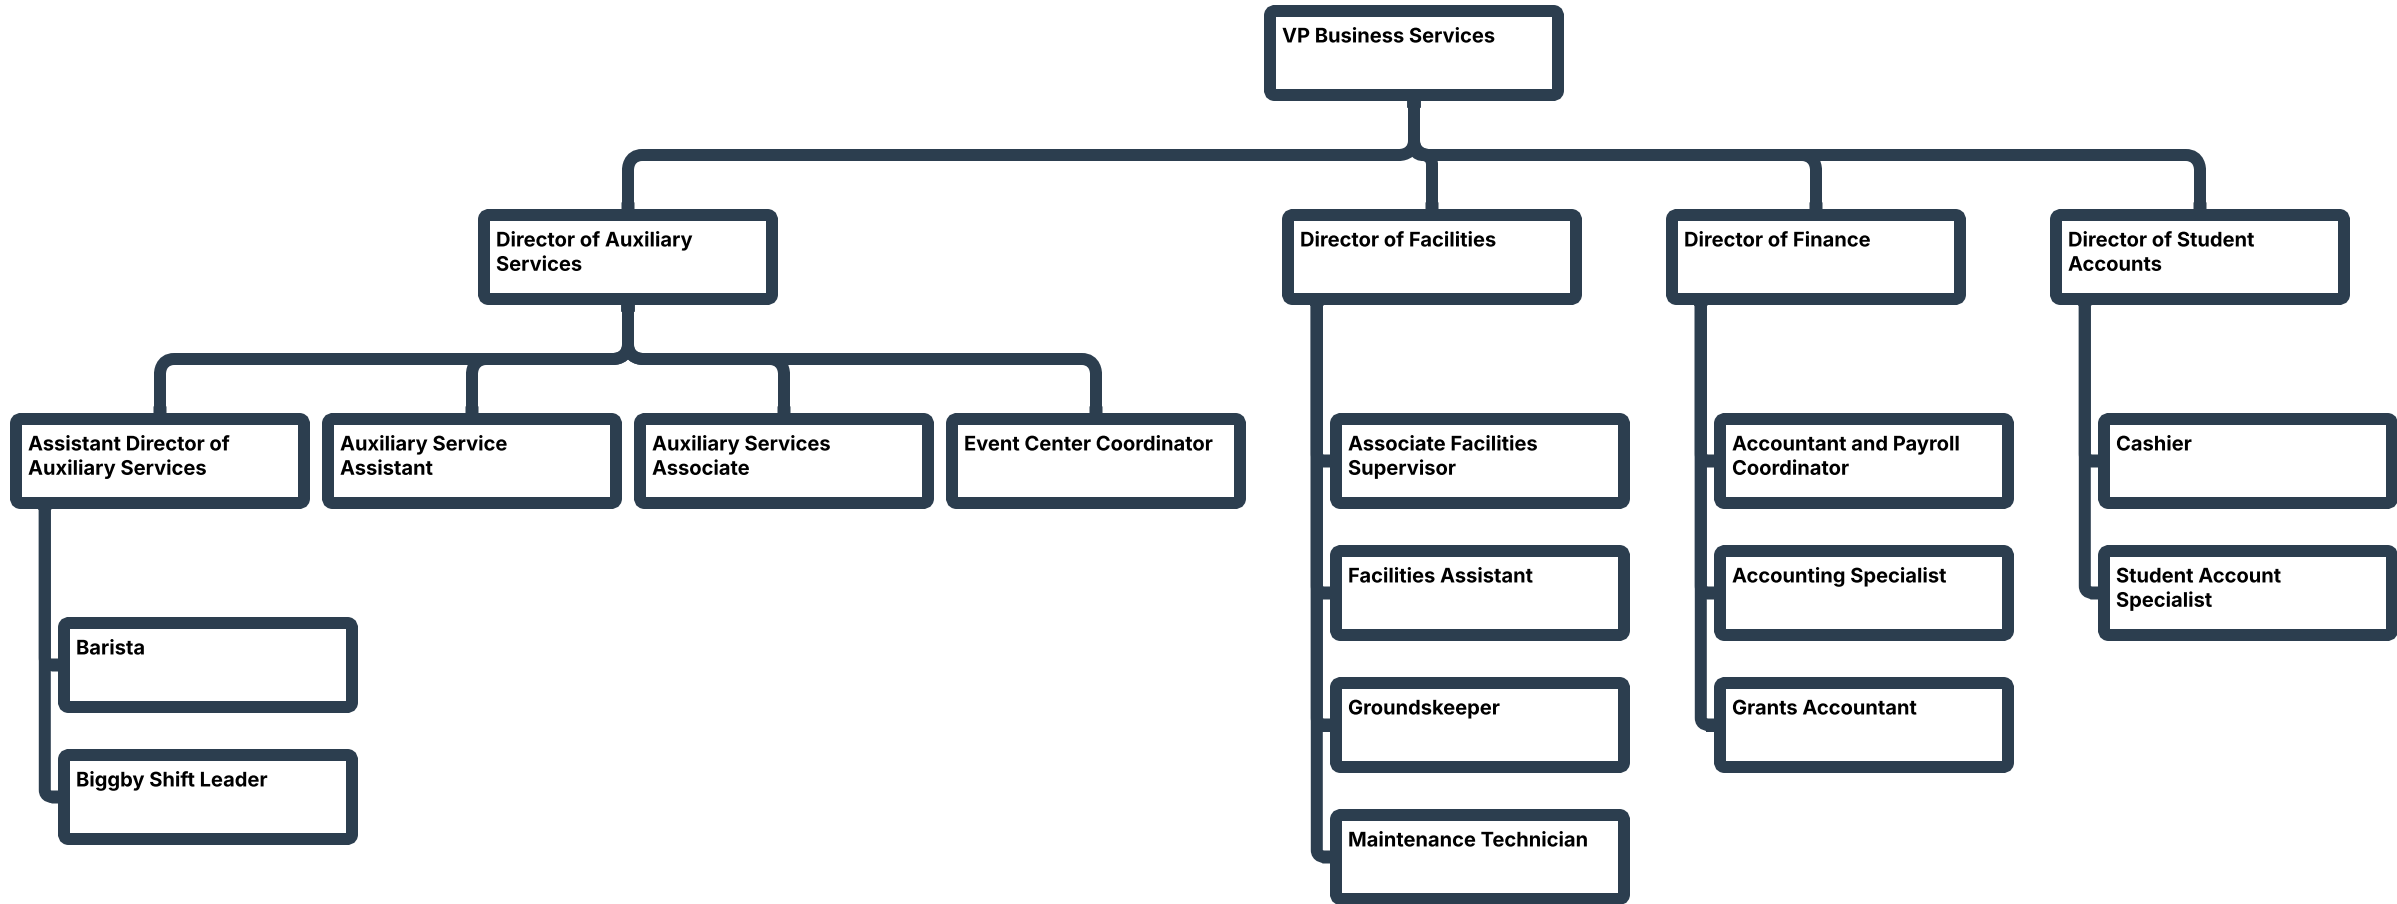 VP Business Services
Director of Auxiliary
Services
Director of Facilities
Director of Finance
Director of Student
Accounts
Assistant Director of
Auxiliary Services
Auxiliary Service
Assistant
Auxiliary Services
Associate
Event Center Coordinator
Associate Facilities
Supervisor
Accountant and Payroll
Coordinator
Cashier
Facilities Assistant
Accounting Specialist
Student Account
Specialist
Barista
Groundskeeper
Grants Accountant
Biggby Shift Leader
Maintenance Technician